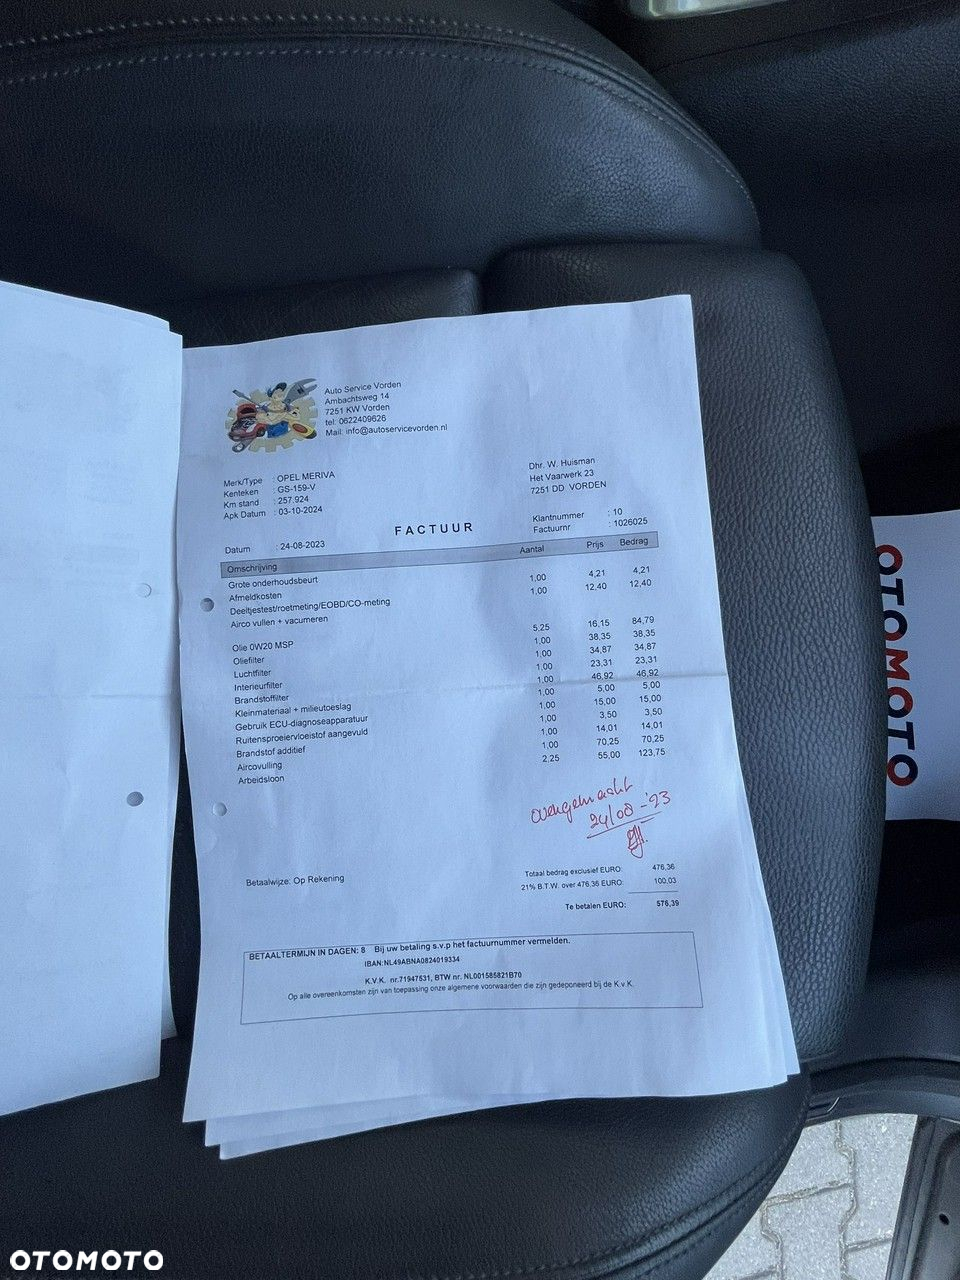 Auto Service Vorden
Ambachtsweg 14
7251 KW Vorden
tel: 0622409626
Mail: info@autoservicevorden.nl
Merk/Type : OPEL MERIVA
Kenteken : GS-159-V
Km stand : 257.924
Apk Datum : 03-10-2024
Dhr. W. Huisman
Het Vaarwerk 23
7251 DD VORDEN
FACTUUR
Klantnummer : 10
Factuurnr : 1026025
Datum : 24-08-2023
Omschrijving Aantal Prijs Bedrag
Grote onderhoudsbeurt
Afmeldkosten 1,00 4,21 4,21
Deeltjestest/roetmeting/EOBD/CO-meting 1,00 12,40 12,40
Airco vullen + vacumeren
Olie 0W20 MSP 5,25 16,15 84,79
Oliefilter 1,00 38,35 38,35
Luchtfilter 1,00 34,87 34,87
Interieurfilter 1,00 23,31 23,31
Brandstoffilter 1,00 46,92 46,92
Kleinmateriaal + milieutoeslag 1,00 5,00 5,00
Gebruik ECU-diagnoseapparatuur 1,00 15,00 15,00
Ruitensproeiervloeistof aangevuld 1,00 3,50 3,50
Brandstof additief 1,00 14,01 14,01
Aircovulling 1,00 70,25 70,25
Arbeidsloon 2,25 55,00 123,75
overgemaakt
24/08-'23
Betaalwijze: Op Rekening
Totaal bedrag exclusief EURO: 476,36
21% B.T.W. over 476,36 EURO: 100,03
Te betalen EURO: 576,39
BETAALTERMIJN IN DAGEN: 8 Bij uw betaling s.v.p het factuurnummer vermelden.
IBAN:NL49ABNA0824019334
K.V.K. nr.71947531, BTW nr. NL001585821B70
Op alle overeenkomsten zijn van toepassing onze algemene voorwaarden die zijn gedeponeerd bij de K.v.K.
OTOMOTO
OTOMOTO